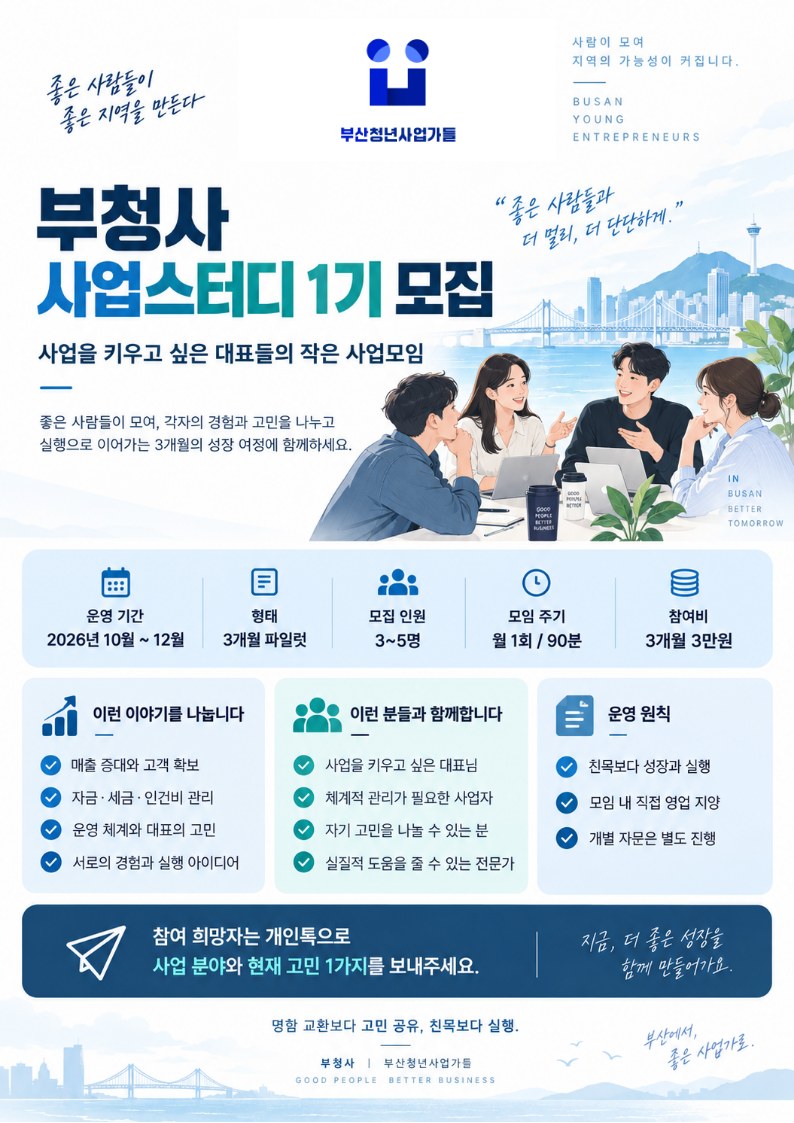 좋은 사람들이
좋은 지역을 만든다
부산청년사업가들
사람이 모여
지역의 가능성이 커집니다.
BUSAN
YOUNG
ENTREPRENEURS
부청사
사업스터디 1기 모집
사업을 키우고 싶은 대표들의 작은 사업모임
좋은 사람들이 모여, 각자의 경험과 고민을 나누고
실행으로 이어가는 3개월의 성장 여정에 함께하세요.
“좋은 사람들과
더 멀리, 더 단단하게.”
GOOD
PEOPLE
BETTER
BUSINESS
GOOD
PEOPLE
BETTER
IN
BUSAN
BETTER
TOMORROW
운영 기간
2026년 10월 ~ 12월
형태
3개월 파일럿
모집 인원
3~5명
모임 주기
월 1회 / 90분
참여비
3개월 3만원
이런 이야기를 나눕니다
매출 증대와 고객 확보
자금 · 세금 · 인건비 관리
운영 체계와 대표의 고민
서로의 경험과 실행 아이디어
이런 분들과 함께합니다
사업을 키우고 싶은 대표님
체계적 관리가 필요한 사업자
자기 고민을 나눌 수 있는 분
실질적 도움을 줄 수 있는 전문가
운영 원칙
친목보다 성장과 실행
모임 내 직접 영업 지양
개별 자문은 별도 진행
참여 희망자는 개인톡으로
사업 분야와 현재 고민 1가지를 보내주세요.
지금, 더 좋은 성장을
함께 만들어가요.
명함 교환보다 고민 공유, 친목보다 실행.
부청사 | 부산청년사업가들
GOOD PEOPLE BETTER BUSINESS
부산에서,
좋은 사업가로.